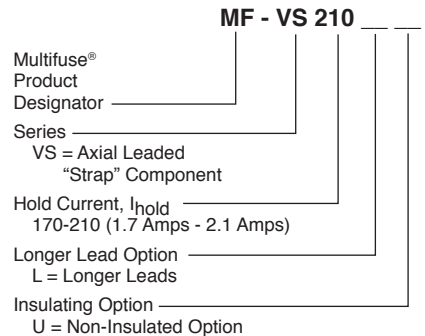 MF - VS 210 __ __
Multifuse®
Product
Designator
Series
VS = Axial Leaded
“Strap” Component
Hold Current, Ihold
170-210 (1.7 Amps - 2.1 Amps)
Longer Lead Option
L = Longer Leads
Insulating Option
U = Non-Insulated Option